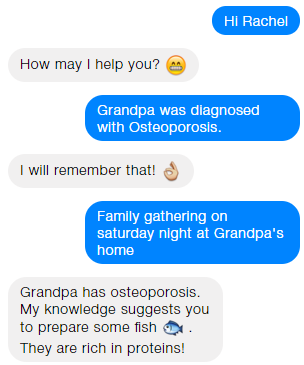 Hi Rachel
How may I help you? 😁
Grandpa was diagnosed
with Osteoporosis.
I will remember that! 👌🏼
Family gathering on
saturday night at Grandpa's
home
Grandpa has osteoporosis.
My knowledge suggests you
to prepare some fish 🐟 .
They are rich in proteins!